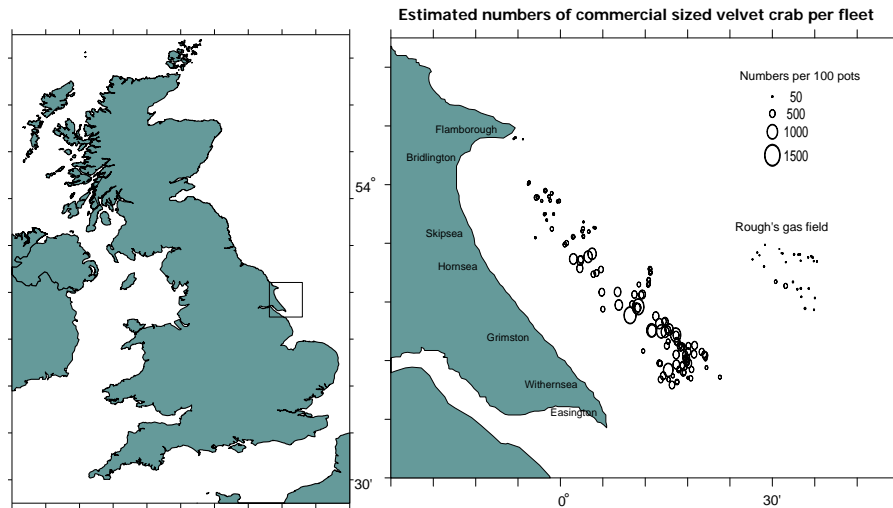 Estimated numbers of commercial sized velvet crab per fleet
Numbers per 100 pots
50
500
1000
1500
Flamborough
Bridlington
54°
Skipsea
Rough's gas field
Hornsea
Grimston
Withernsea
Easington
30'
0°
30'